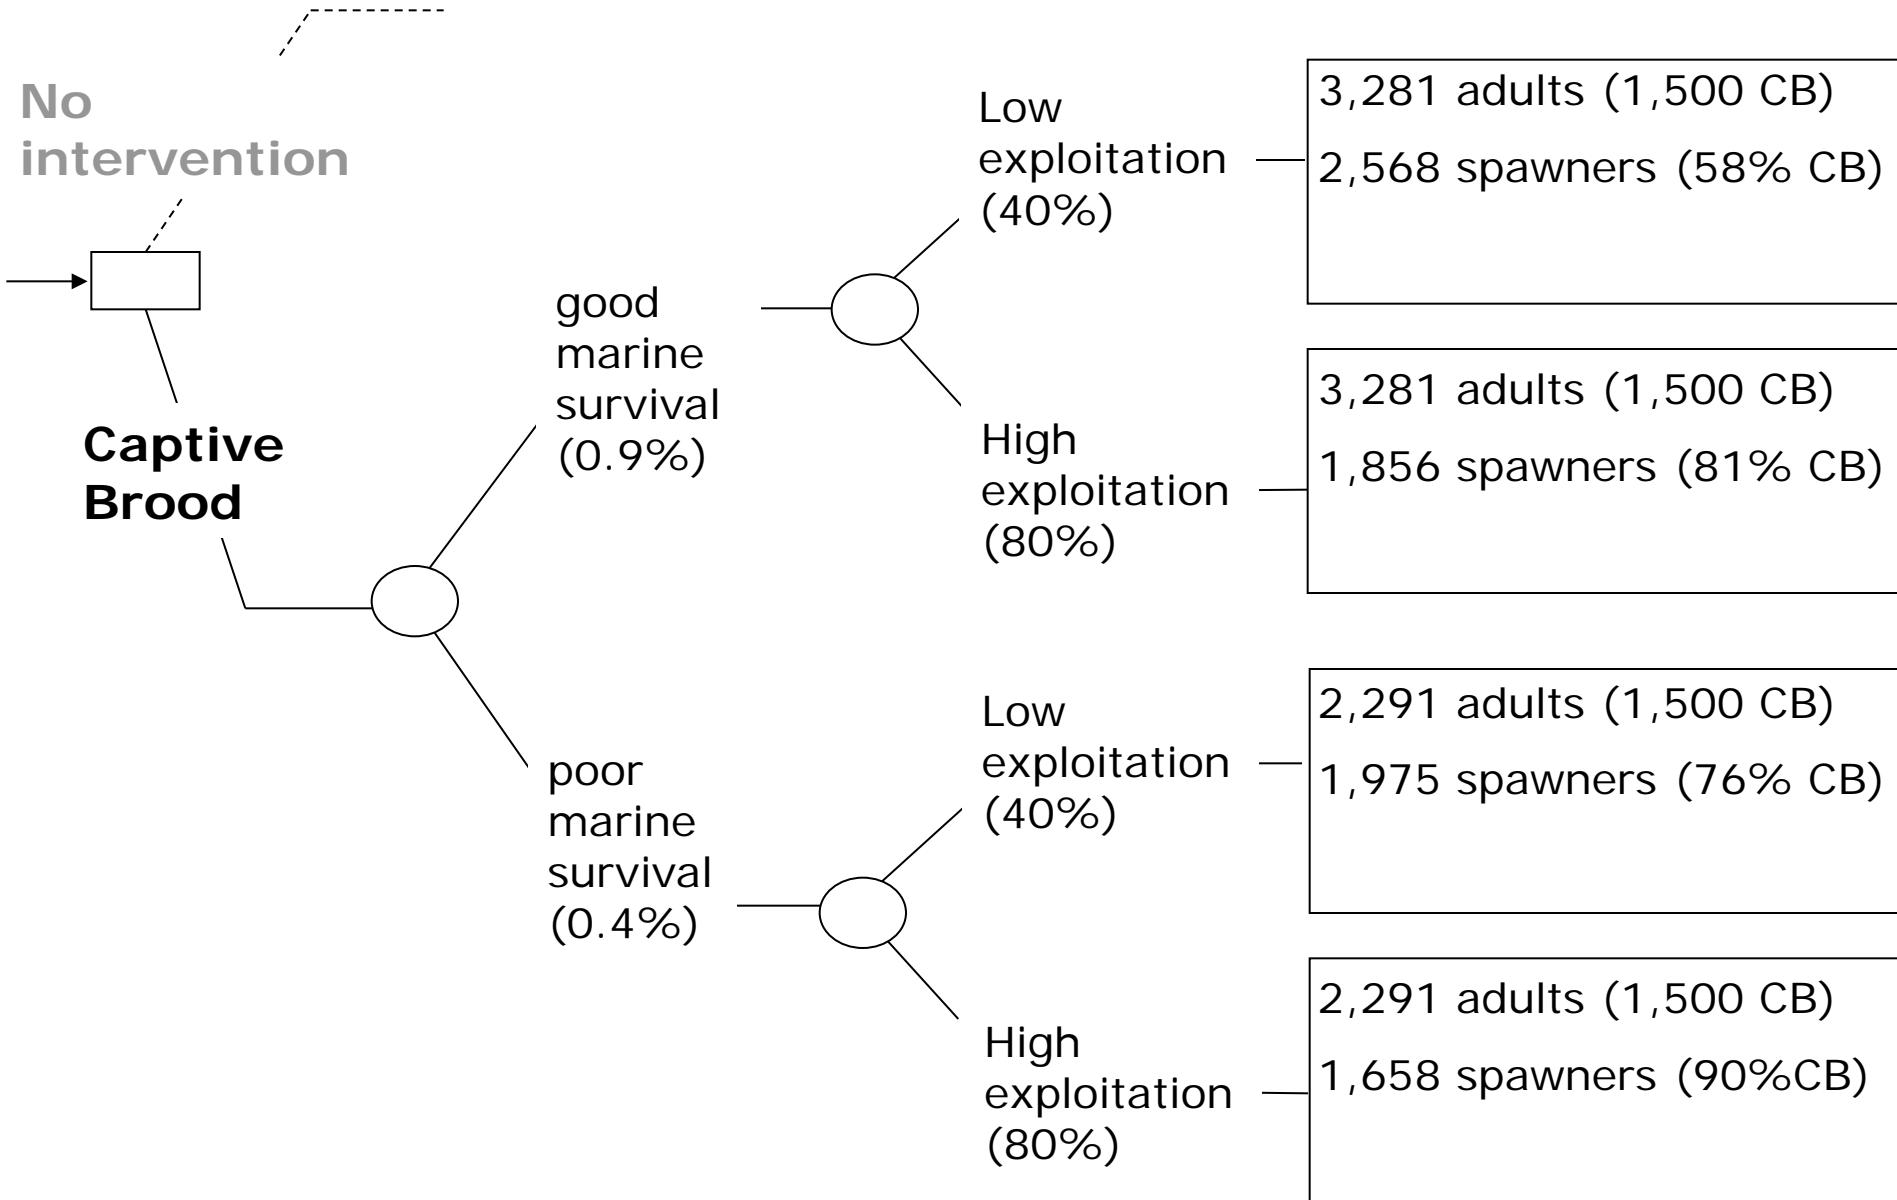 No
intervention
Captive
Brood
good
marine
survival
(0.9%)
poor
marine
survival
(0.4%)
Low
exploitation
(40%)
High
exploitation
(80%)
Low
exploitation
(40%)
High
exploitation
(80%)
3,281 adults (1,500 CB)
2,568 spawners (58% CB)
3,281 adults (1,500 CB)
1,856 spawners (81% CB)
2,291 adults (1,500 CB)
1,975 spawners (76% CB)
2,291 adults (1,500 CB)
1,658 spawners (90%CB)